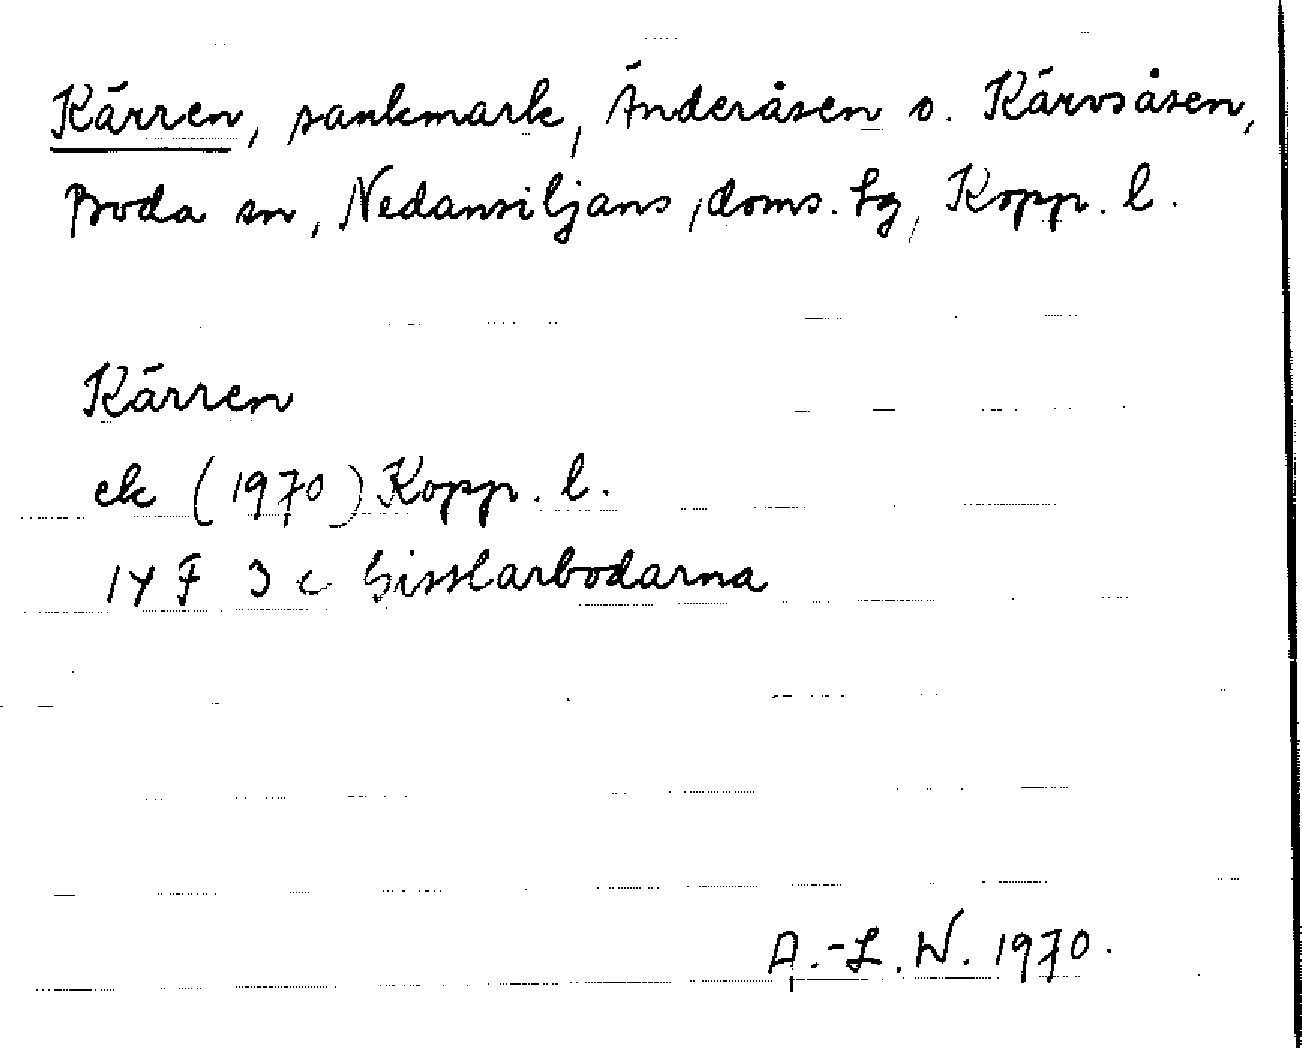 Kärren, sankmark, Änderåsen o. Kärvsåsen,
Boda sn, Nedansiljans, doms. tg, Kopp. l.
Kärren
ek (1970) Kopp. l.
14 F 3 c Gisslarbodarna
A.-L. W. 1970.